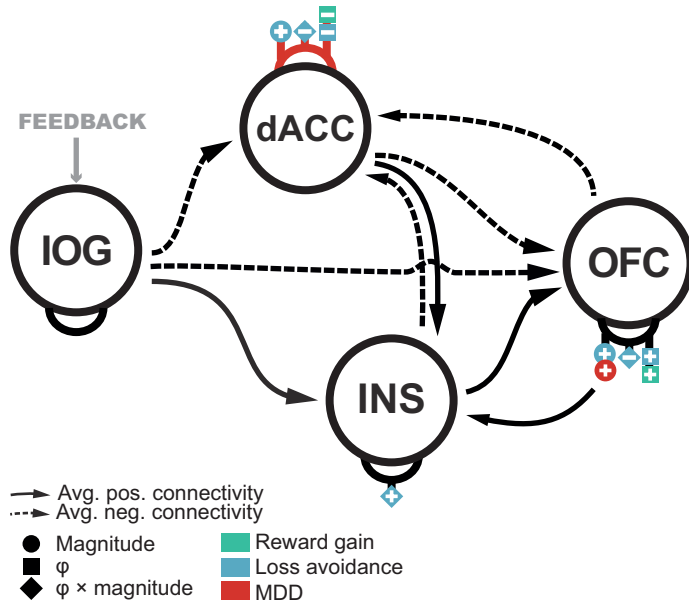 dACC
FEEDBACK
IOG
OFC
INS
Avg. pos. connectivity
Avg. neg. connectivity
Magnitude
φ
φ × magnitude
Reward gain
Loss avoidance
MDD